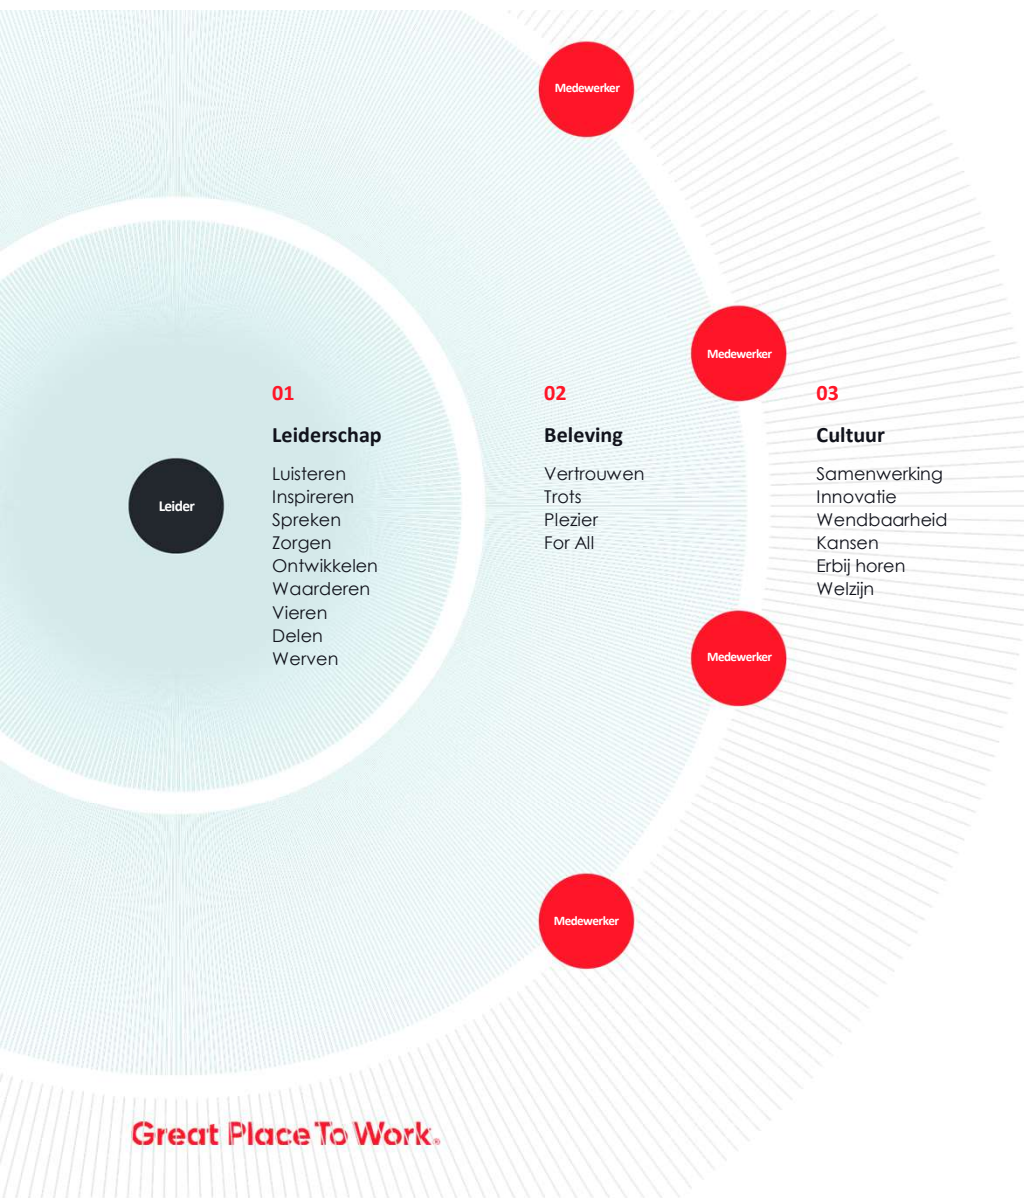 Medewerker
Medewerker
01
Leiderschap
Luisteren
Inspireren
Spreken
Zorgen
Ontwikkelen
Waarderen
Vieren
Delen
Werven
02
Beleving
Vertrouwen
Trots
Plezier
For All
03
Cultuur
Samenwerking
Innovatie
Wendbaarheid
Kansen
Erbij horen
Welzijn
Leider
Medewerker
Medewerker
Great Place To Work®